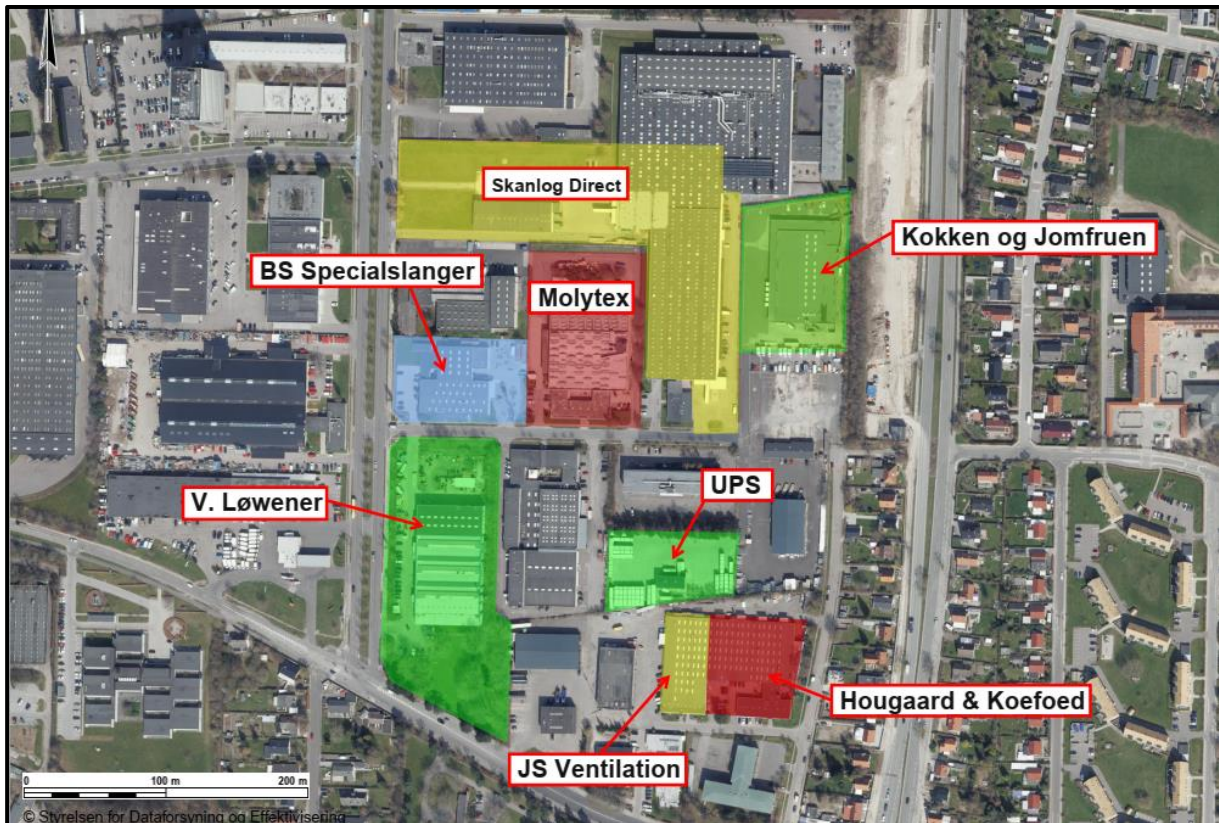 Skanlog Direct
Kokken og Jomfruen
BS Specialslanger
Molytex
V. Løwener
UPS
Hougaard & Koefoed
JS Ventilation
0 100 m 200 m
© Styrelsen for Dataforsyning og Effektivisering